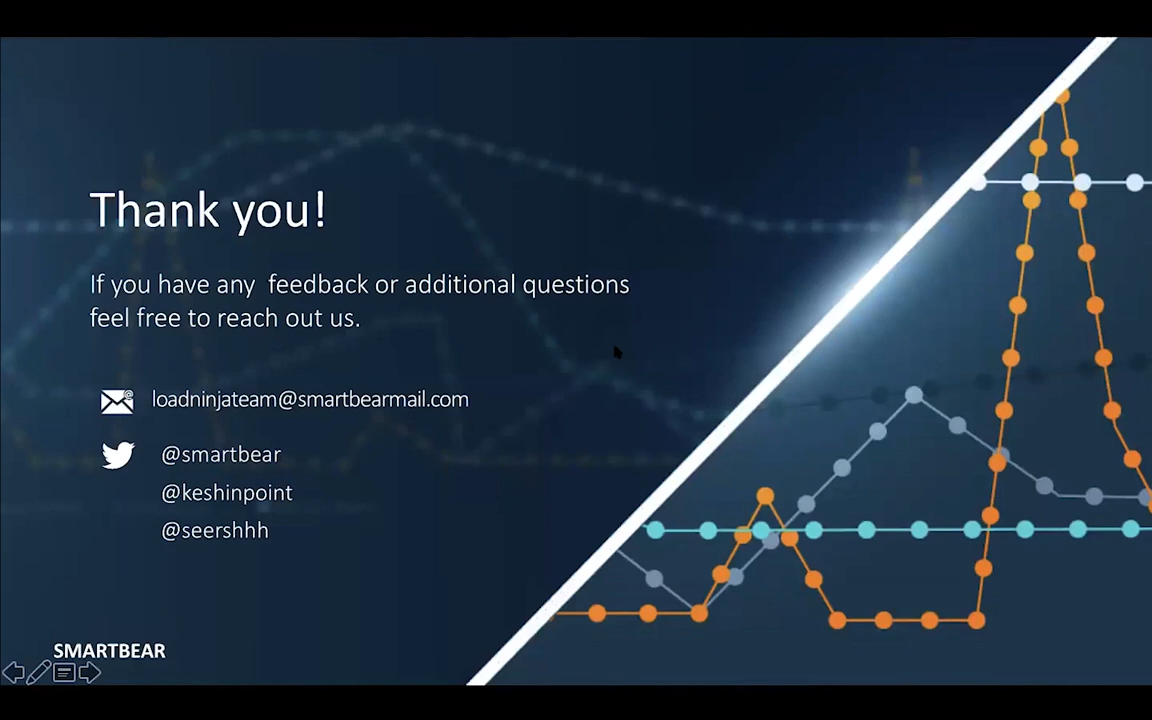 Thank you!
If you have any  feedback or additional questions
feel free to reach out us.
loadninjateam@smartbearmail.com
@smartbear
@keshinpoint
@seershhh
SMARTBEAR